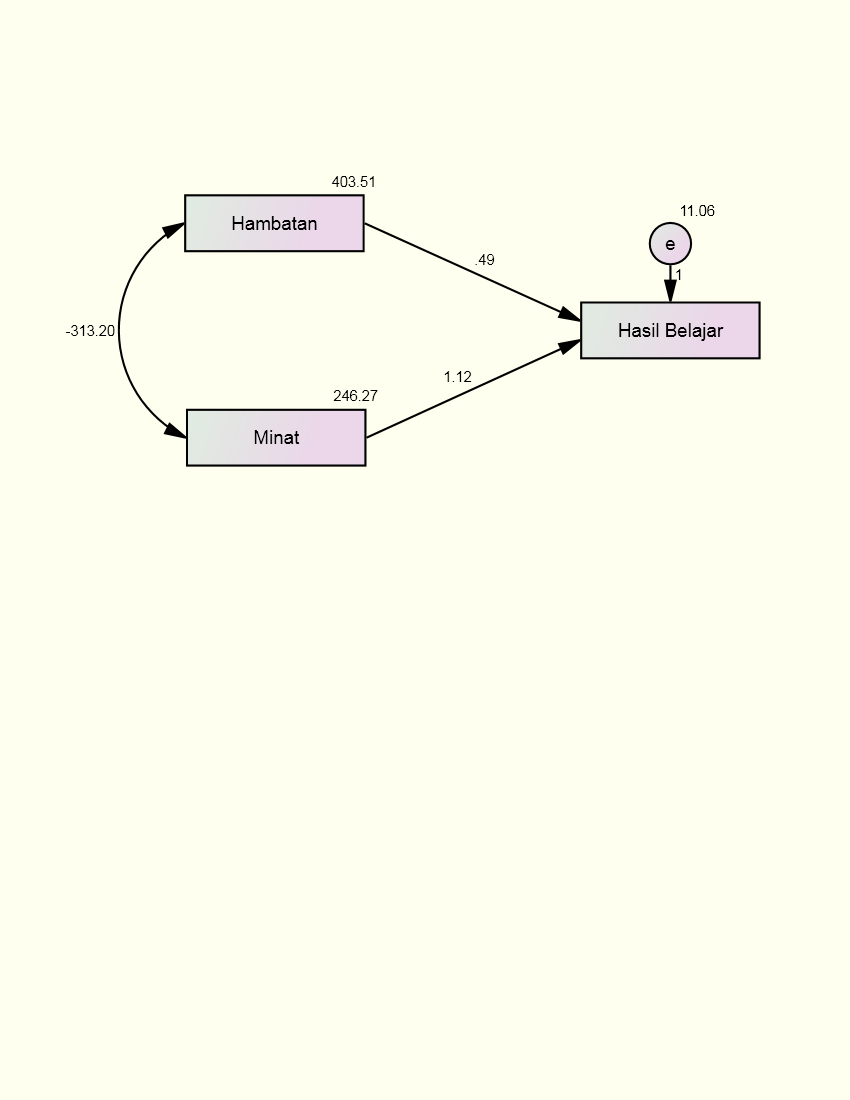 403.51
Hambatan
11.06
e
1
.49
Hasil Belajar
-313.20
1.12
246.27
Minat